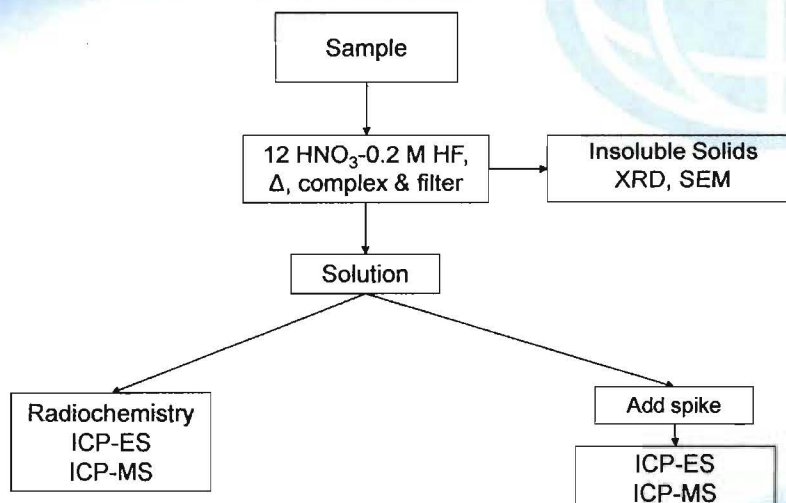 Sample
12 HNO₃-0.2 M HF,
Δ, complex & filter
Insoluble Solids
XRD, SEM
Solution
Radiochemistry
ICP-ES
ICP-MS
Add spike
ICP-ES
ICP-MS